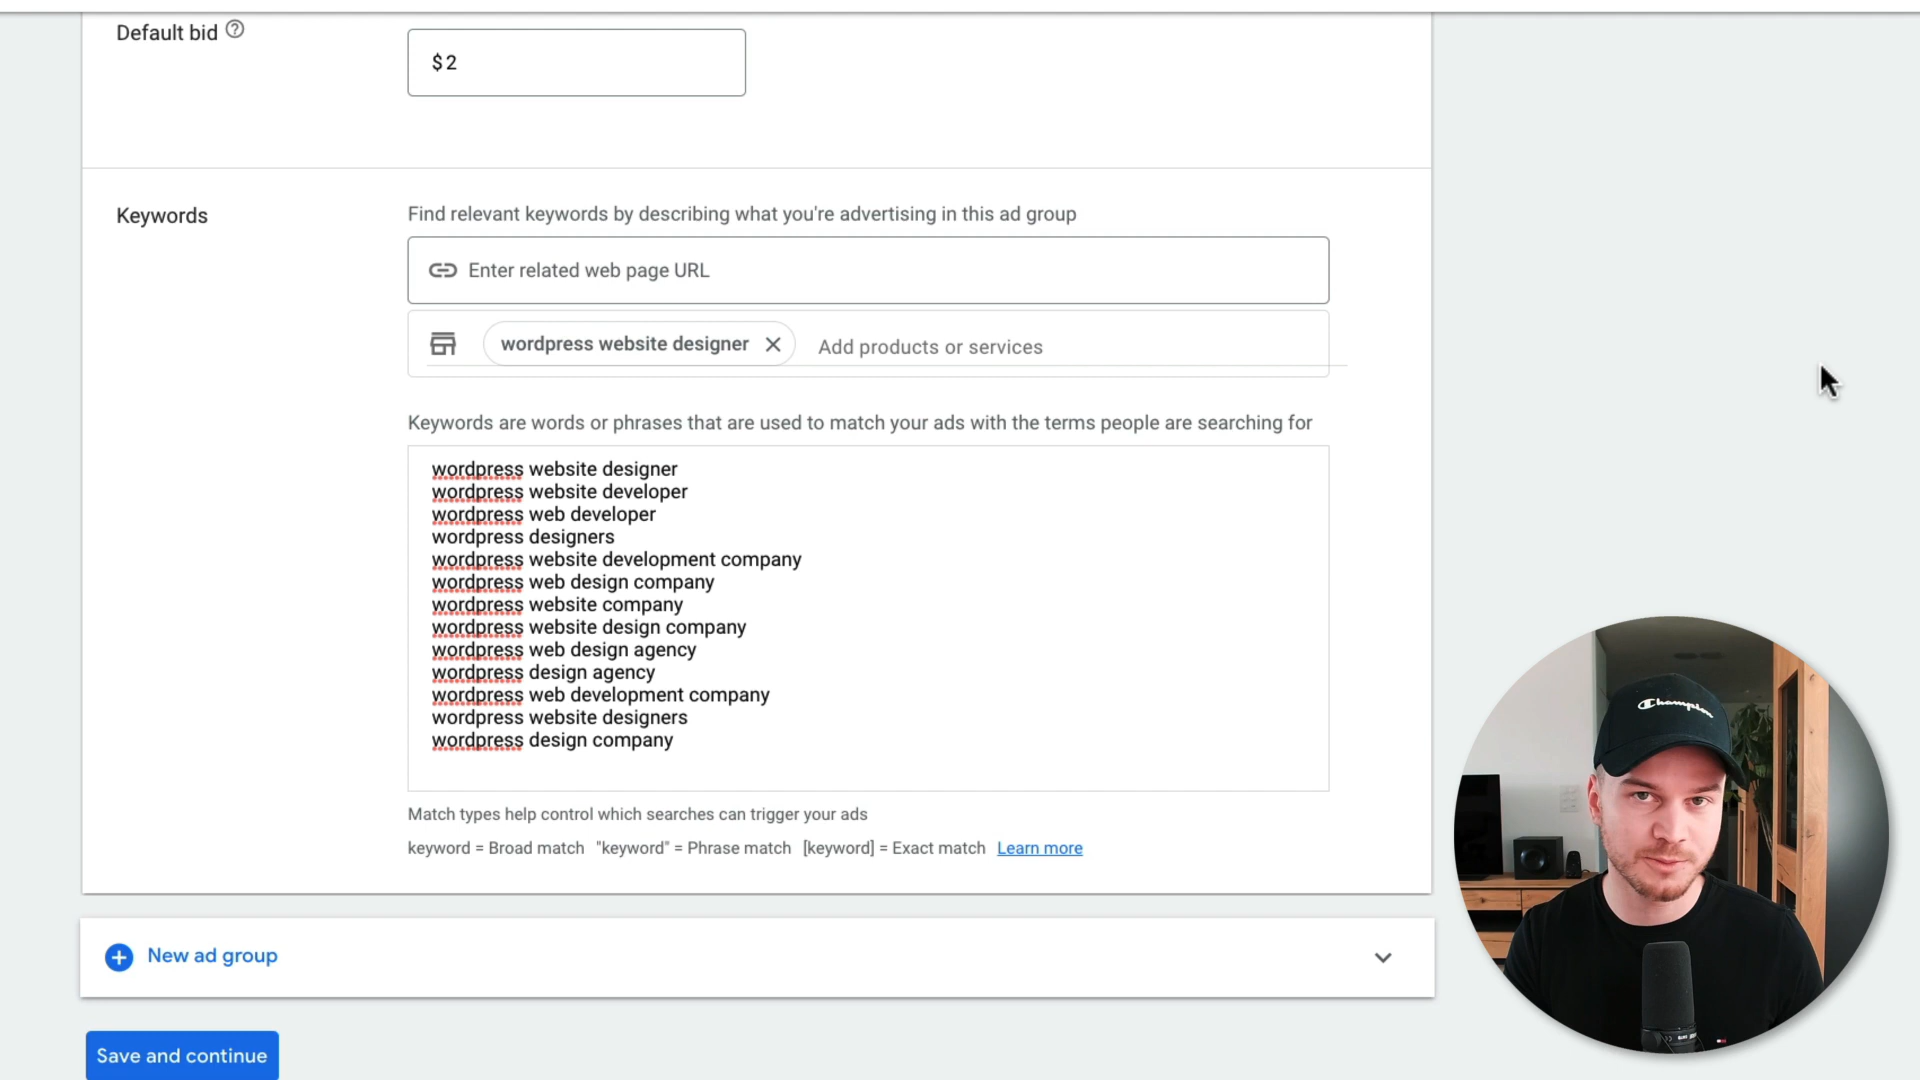 Default bid
$ 2
Keywords
Find relevant keywords by describing what you're advertising in this ad group
Enter related web page URL
wordpress website designer
Add products or services
Keywords are words or phrases that are used to match your ads with the terms people are searching for
wordpress website designer
wordpress website developer
wordpress web developer
wordpress designers
wordpress website development company
wordpress web design company
wordpress website company
wordpress website design company
wordpress web design agency
wordpress design agency
wordpress web development company
wordpress website designers
wordpress design company
Match types help control which searches can trigger your ads
keyword = Broad match "keyword" = Phrase match [keyword] = Exact match Learn more
New ad group
Save and continue
Champion